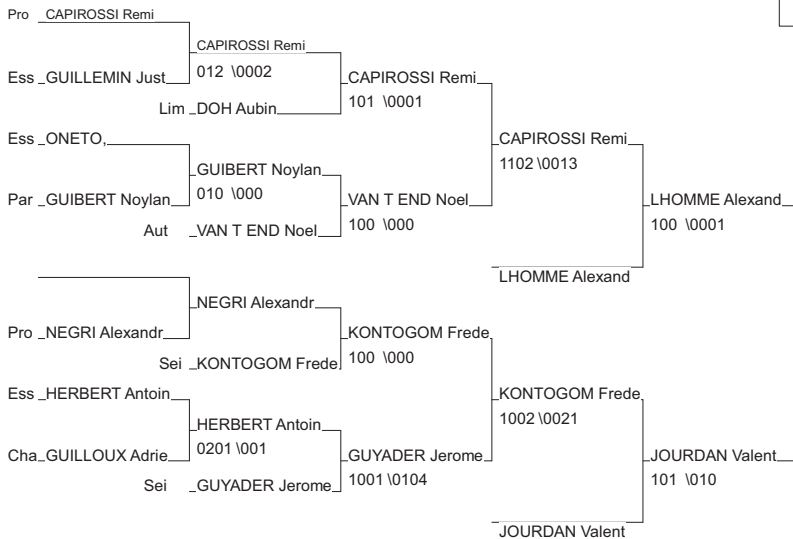 Pro CAPIROSSI Remi
CAPIROSSI Remi
Ess GUILLEMIN Just 012 \0002 CAPIROSSI Remi
Lim DOH Aubin 101 \0001
Ess ONETO, CAPIROSSI Remi
GUIBERT Noylan 1102 \0013
Par GUIBERT Noylan 010 \000 VAN T END Noel LHOMME Alexand
Aut VAN T END Noel 100 \000 100 \0001
LHOMME Alexand
NEGRI Alexandr
Pro NEGRI Alexandr KONTOGOM Frede
Sei KONTOGOM Frede 100 \000
Ess HERBERT Antoin KONTOGOM Frede
HERBERT Antoin 1002 \0021
Cha GUILLOUX Adrie 0201 \001 GUYADER Jerome JOURDAN Valent
Sei GUYADER Jerome 1001 \0104 101 \010
JOURDAN Valent